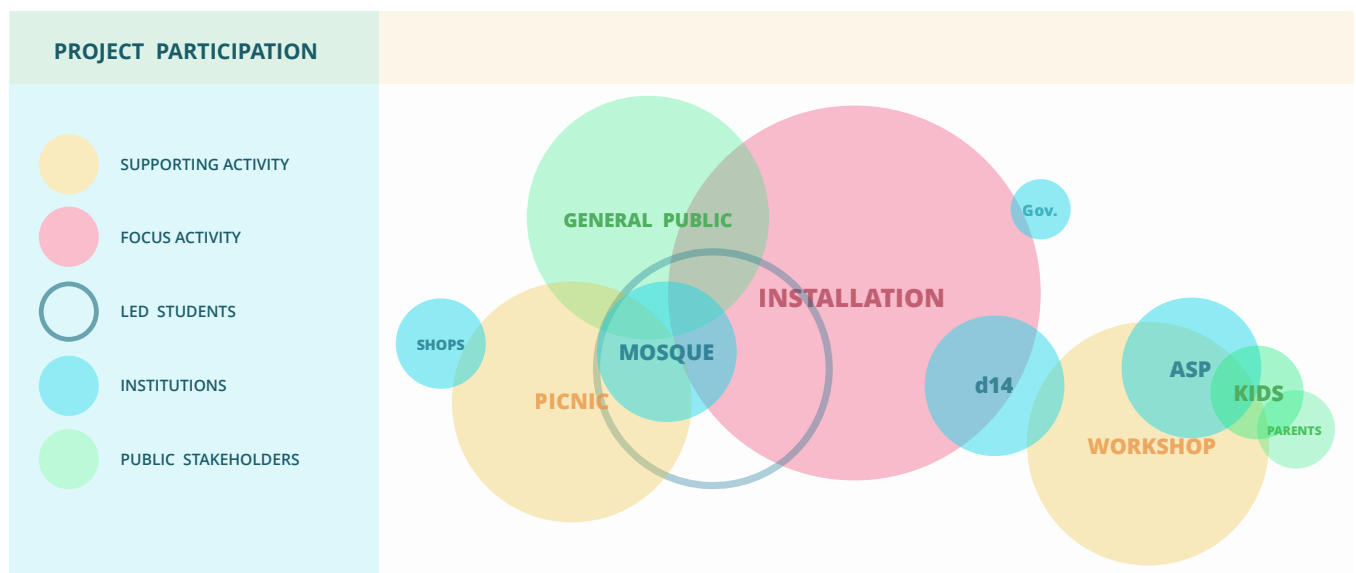 PROJECT PARTICIPATION
SUPPORTING ACTIVITY
FOCUS ACTIVITY
LED STUDENTS
INSTITUTIONS
PUBLIC STAKEHOLDERS
GENERAL PUBLIC
Gov.
INSTALLATION
SHOPS
MOSQUE
PICNIC
d14
ASP
KIDS
PARENTS
WORKSHOP